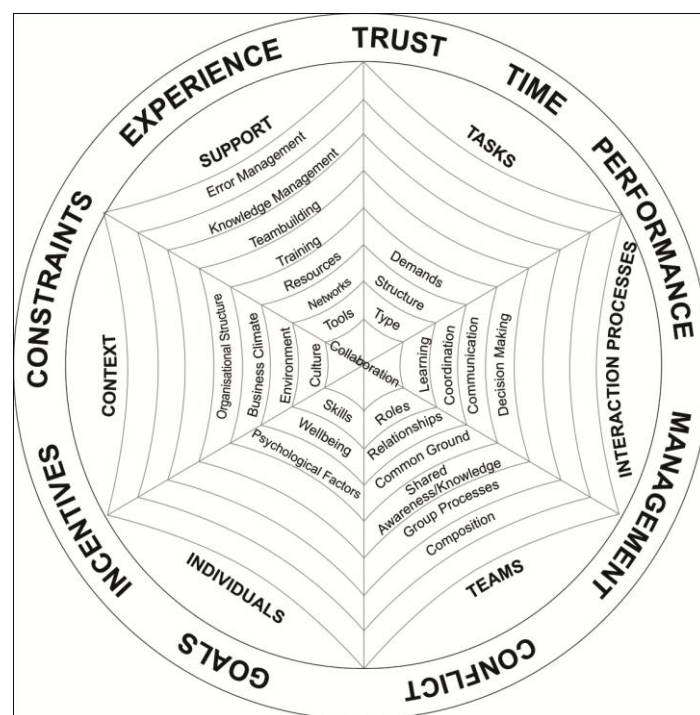 TRUST
TIME
PERFORMANCE
MANAGEMENT
CONFLICT
GOALS
INCENTIVES
CONSTRAINTS
EXPERIENCE
SUPPORT
Error Management
Knowledge Management
Teambuilding
Training
Resources
Networks
Tools
TASKS
Demands
Structure
Type
INTERACTION PROCESSES
Decision Making
Communication
Coordination
Learning
Collaboration
CONTEXT
Organisational Structure
Business Climate
Environment
Culture
Skills
Wellbeing
Psychological Factors
INDIVIDUALS
Roles
Relationships
Common Ground
Shared
Awareness/Knowledge
Group Processes
Composition
TEAMS